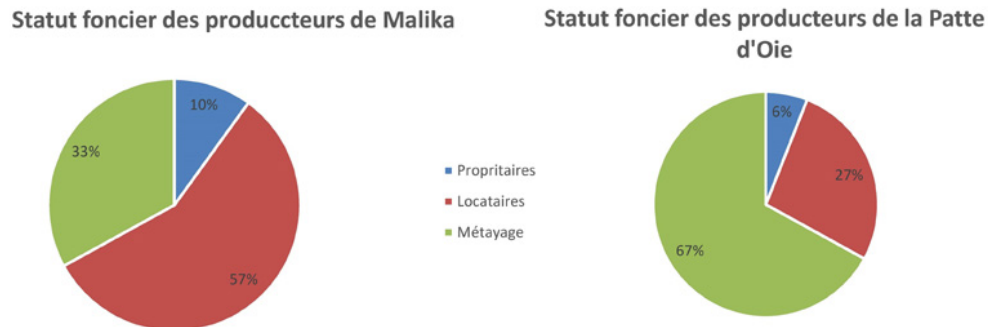 Statut foncier des produccteurs de Malika
10%
33%
57%
Propritaires
Locataires
Métayage
Statut foncier des producteurs de la Patte
d'Oie
6%
27%
67%